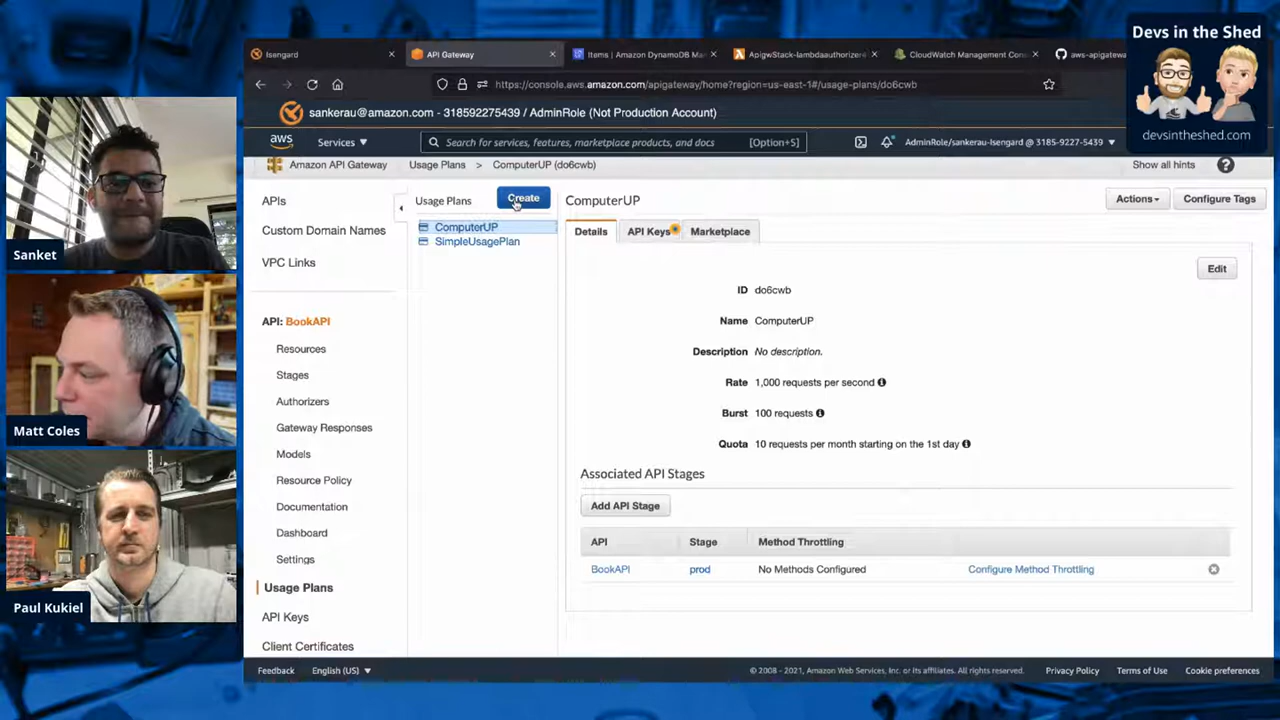 Devs in the Shed
devsintheshed.com
Sanket
Matt Coles
Paul Kukiel
Isengard
API Gateway
Items | Amazon DynamoDB Ma
ApigwStack-lambdaauthorizer
CloudWatch Management Con
aws-apigatewa
https://console.aws.amazon.com/apigateway/home?region=us-east-1#/usage-plans/do6cwb
sankerau@amazon.com - 318592275439 / AdminRole (Not Production Account)
aws
Services
Search for services, features, marketplace products, and docs
[Option+S]
AdminRole/sankerau-Isengard @ 3185-9227-5439
Amazon API Gateway
Usage Plans > ComputerUP (do6cwb)
Show all hints
?
APIs
Custom Domain Names
VPC Links
API: BookAPI
Resources
Stages
Authorizers
Gateway Responses
Models
Resource Policy
Documentation
Dashboard
Settings
Usage Plans
API Keys
Client Certificates
Usage Plans
Create
ComputerUP
SimpleUsagePlan
ComputerUP
Actions
Configure Tags
Details
API Keys
Marketplace
Edit
ID do6cwb
Name ComputerUP
Description No description.
Rate 1,000 requests per second
Burst 100 requests
Quota 10 requests per month starting on the 1st day
Associated API Stages
Add API Stage
API Stage Method Throttling
BookAPI prod No Methods Configured Configure Method Throttling
Feedback English (US)
© 2008 - 2021, Amazon Web Services, Inc. or its affiliates. All rights reserved.
Privacy Policy Terms of Use Cookie preferences